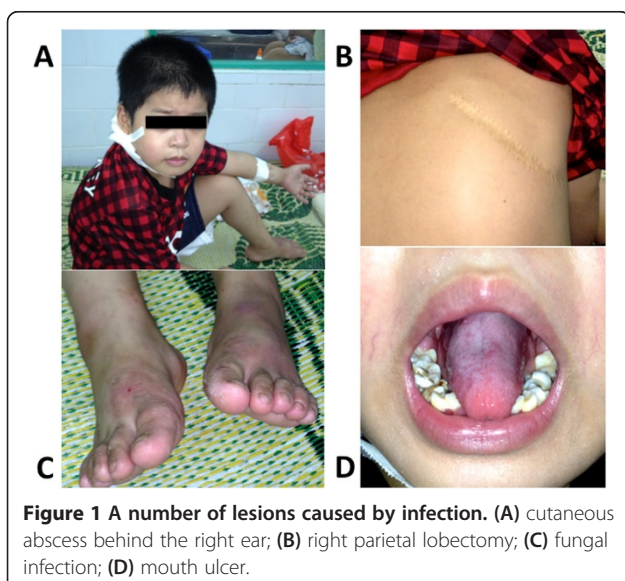 A
B
C
D
Figure 1 A number of lesions caused by infection. (A) cutaneous
abscess behind the right ear; (B) right parietal lobectomy; (C) fungal
infection; (D) mouth ulcer.